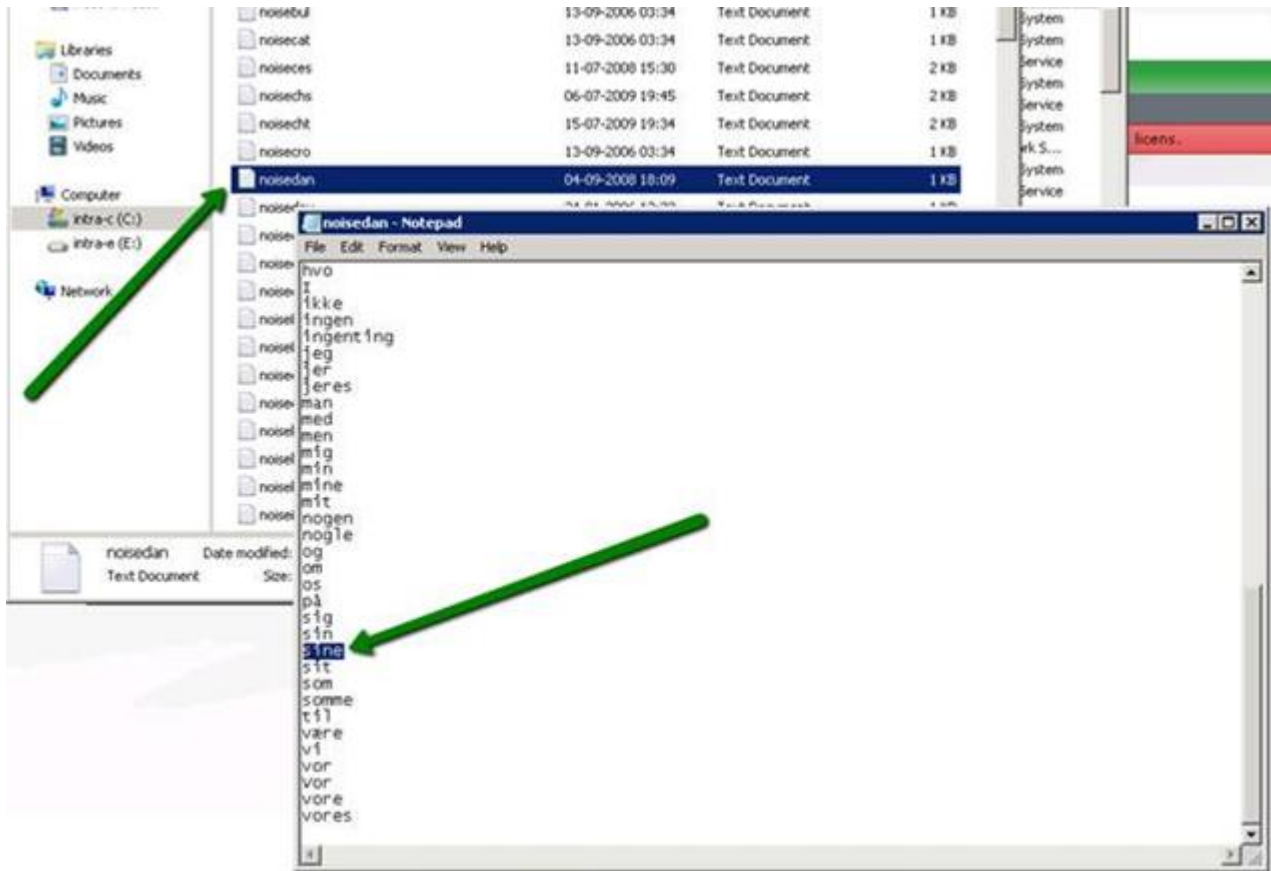 noisebul 13-09-2006 03:34 Text Document 1 KB
noisecat 13-09-2006 03:34 Text Document 1 KB
noiseces 11-07-2008 15:30 Text Document 2 KB
noisechs 06-07-2009 19:45 Text Document 2 KB
noisecht 15-07-2009 19:34 Text Document 2 KB
noisecro 13-09-2006 03:34 Text Document 1 KB
noisedan 04-09-2008 18:09 Text Document 1 KB
Libraries
Documents
Music
Pictures
Videos
Computer
intra-c (C:)
intra-e (E:)
Network
System
System
Service
System
Service
System
rk S...
System
Service
licens.
noisedan - Notepad
File Edit Format View Help
hvo
I
ikke
ingen
ingenting
jeg
jer
jeres
man
med
men
mig
min
mine
mit
nogen
nogle
og
om
os
på
sig
sin
sine
sit
som
somme
til
være
vi
vor
vor
vore
vores
noisedan Date modified:
Text Document Size: